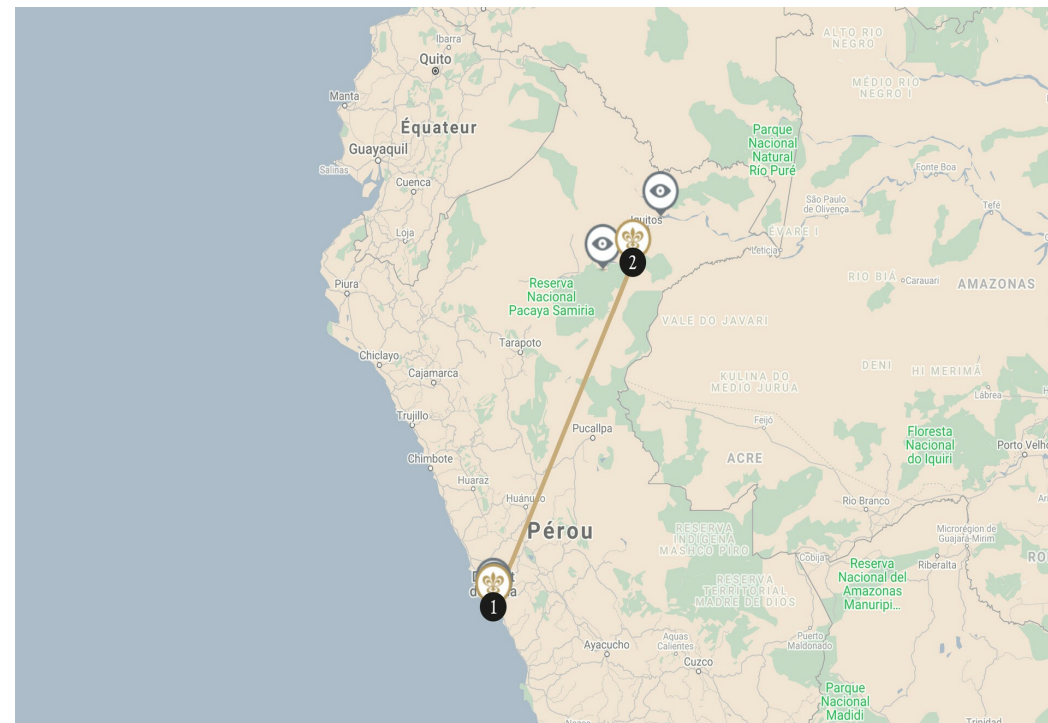 ALTO RIO
NEGRO
Ibarra
Quito
MÉDIO RIO
NEGRO I
Manta
Équateur
Parque
Nacional
Natural
Río Puré
Guayaquil
Salinas
Fonte Boa
Cuenca
São Paulo
de Olivença
Tefé
Iquitos
Loja
ÉVARE I
Leticia
2
Reserva
Nacional
Pacaya Samiria
RIO BIÁ
Carauari
AMAZONAS
Piura
VALE DO JAVARI
Tarapoto
Chiclayo
Cajamarca
DENI
HI MERIMÃ
KULINA DO
MEDIO JURUA
Lábrea
Trujillo
Feijó
Pucallpa
Floresta
Nacional
do Iquiri
Porto Velho
Chimbote
ACRE
Huaraz
Huánuco
Rio Branco
Pérou
RESERVA
INDIGENA
MASHCO PIRO
Microrégion de
Guajará-Mirim
Cobija
Reserva
Nacional del
Amazonas
Manuripi...
Riberalta
RESERVA
TERRITORIAL
MADRE DE DIOS
1
Ayacucho
Aguas
Calientes
Puerto
Maldonado
Cuzco
Parque
Nacional
Madidi
Trinidad